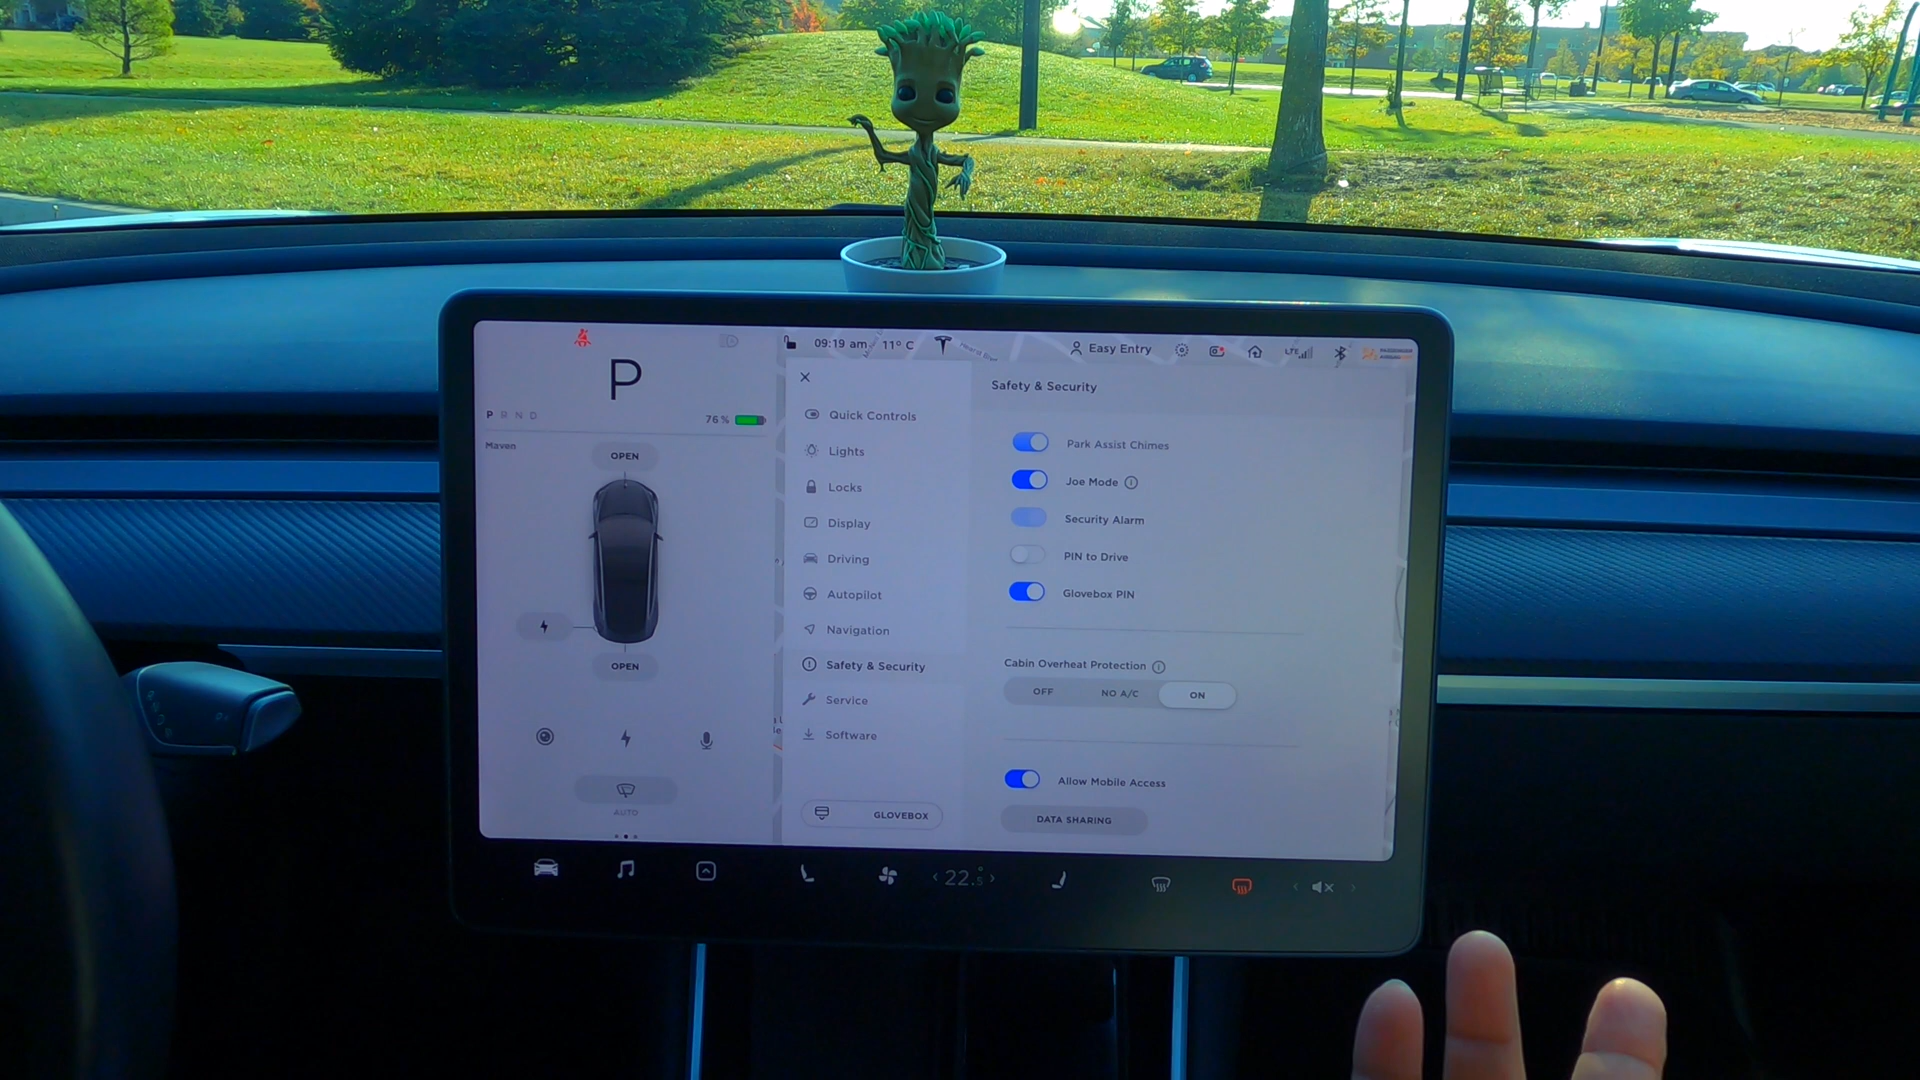 P
P R N D
76 %
Maven
OPEN
OPEN
AUTO
09:19 am
11° C
Easy Entry
LTE
PASSENGER
Quick Controls
Lights
Locks
Display
Driving
Autopilot
Navigation
Safety & Security
Service
Software
GLOVEBOX
Safety & Security
Park Assist Chimes
Joe Mode
Security Alarm
PIN to Drive
Glovebox PIN
Cabin Overheat Protection
OFF NO A/C ON
Allow Mobile Access
DATA SHARING
22.5